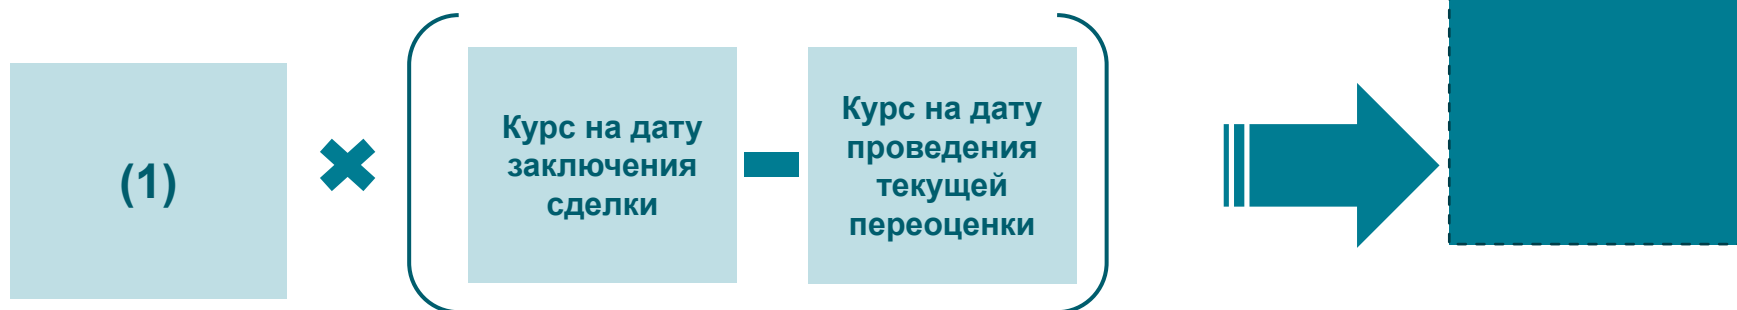 (1)
Курс на дату
заключения
сделки
Курс на дату
проведения
текущей
переоценки